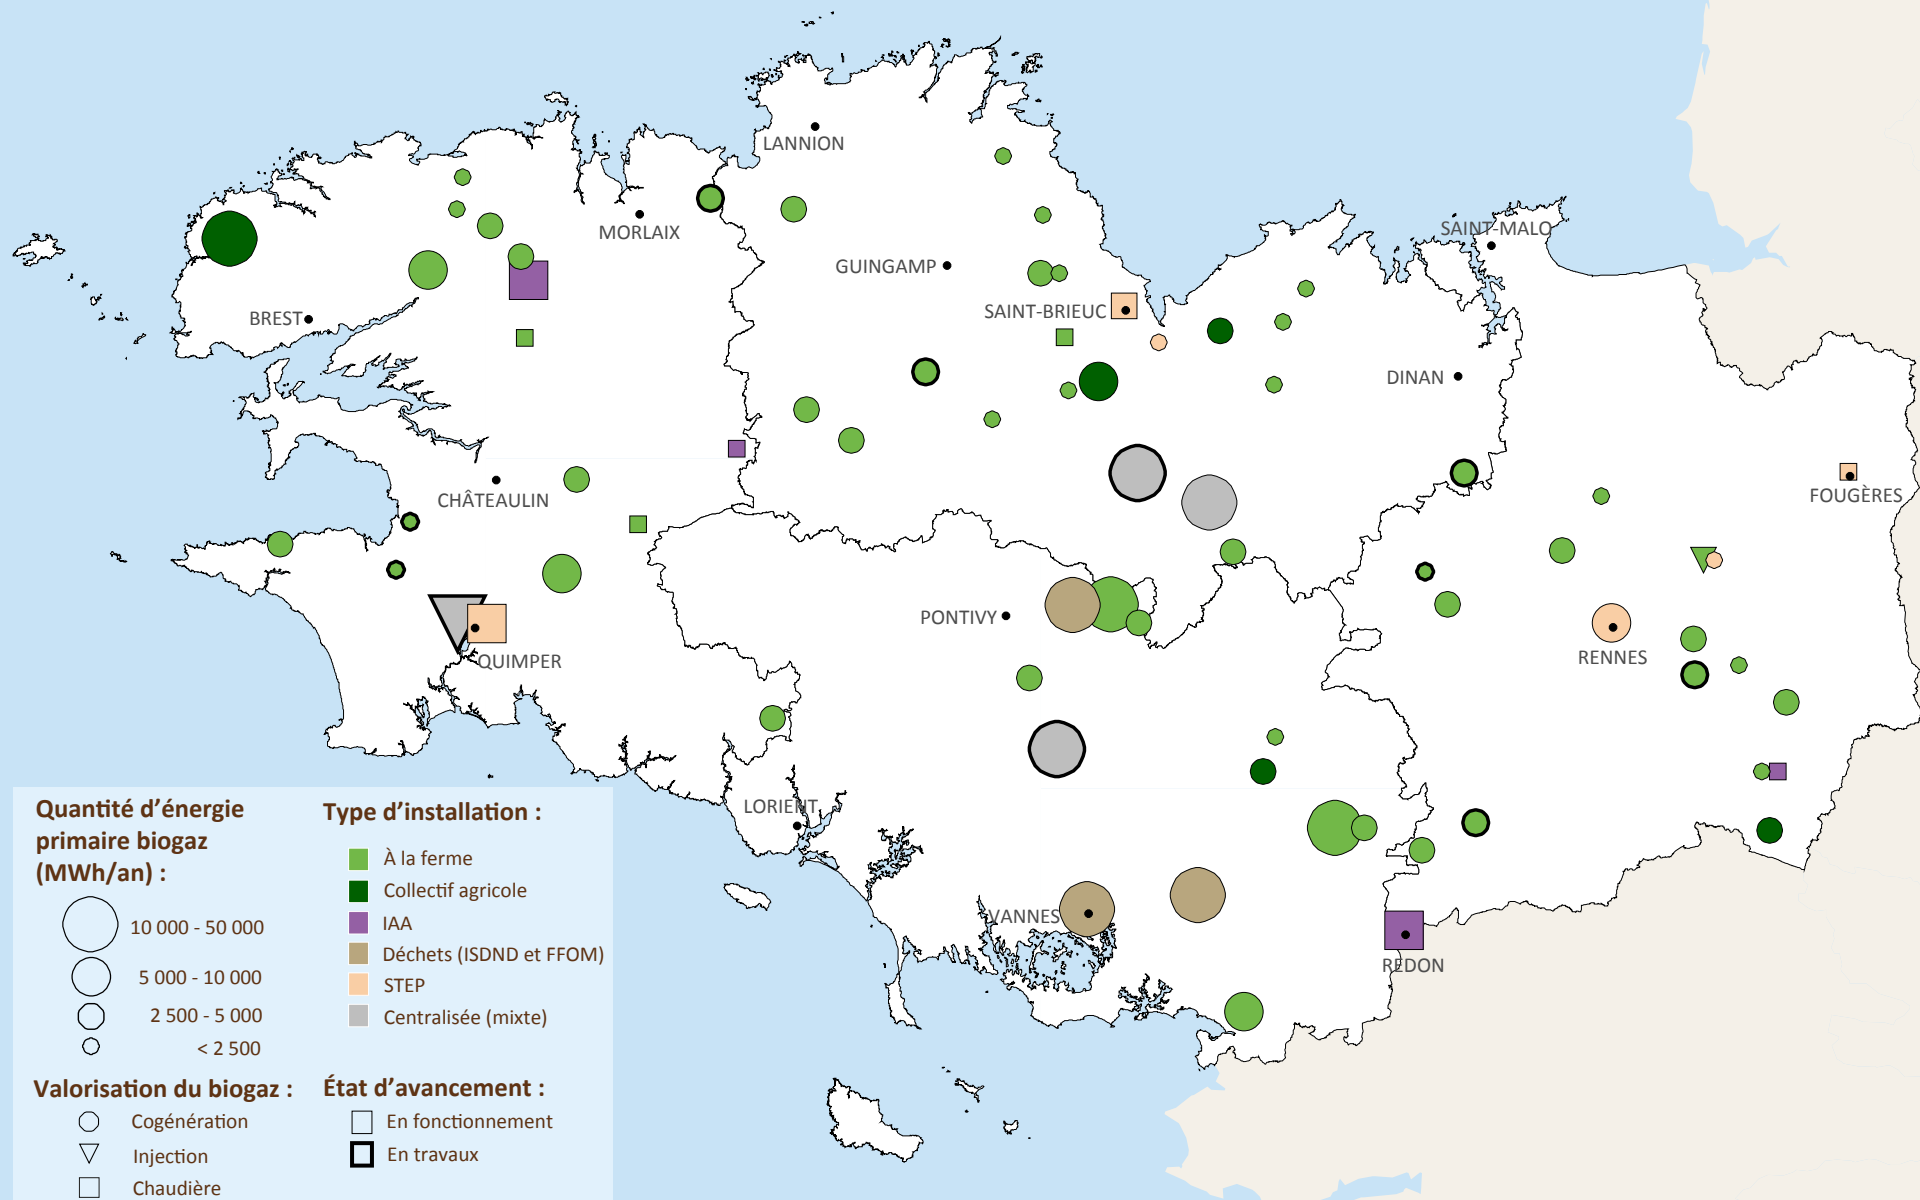 LANNION
MORLAIX
SAINT-MALO
GUINGAMP
SAINT-BRIEUC
BREST
DINAN
CHÂTEAULIN
FOUGÈRES
PONTIVY
QUIMPER
RENNES
LORIENT
VANNES
REDON
Quantité d’énergie
primaire biogaz
(MWh/an) :
10 000 - 50 000
5 000 - 10 000
2 500 - 5 000
< 2 500
Valorisation du biogaz :
Cogénération
Injection
Chaudière
Type d’installation :
À la ferme
Collectif agricole
IAA
Déchets (ISDND et FFOM)
STEP
Centralisée (mixte)
État d’avancement :
En fonctionnement
En travaux